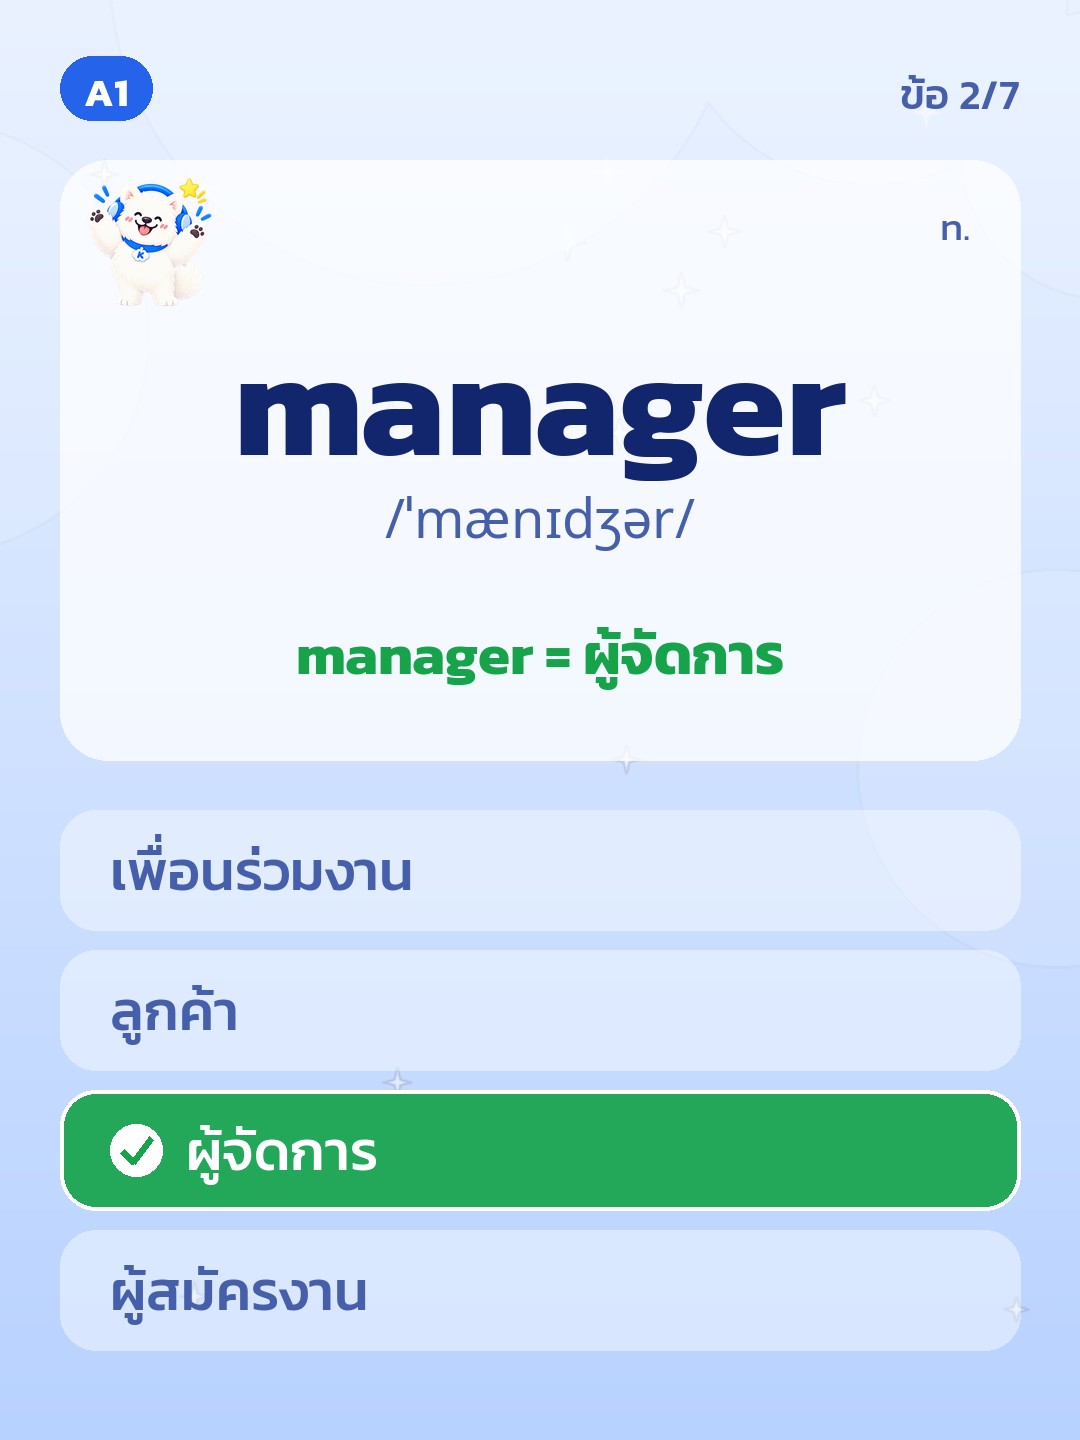 A1
ข้อ 2/7
n.
manager
/ˈmænɪdʒər/
manager = ผู้จัดการ
เพื่อนร่วมงาน
ลูกค้า
ผู้จัดการ
ผู้สมัครงาน